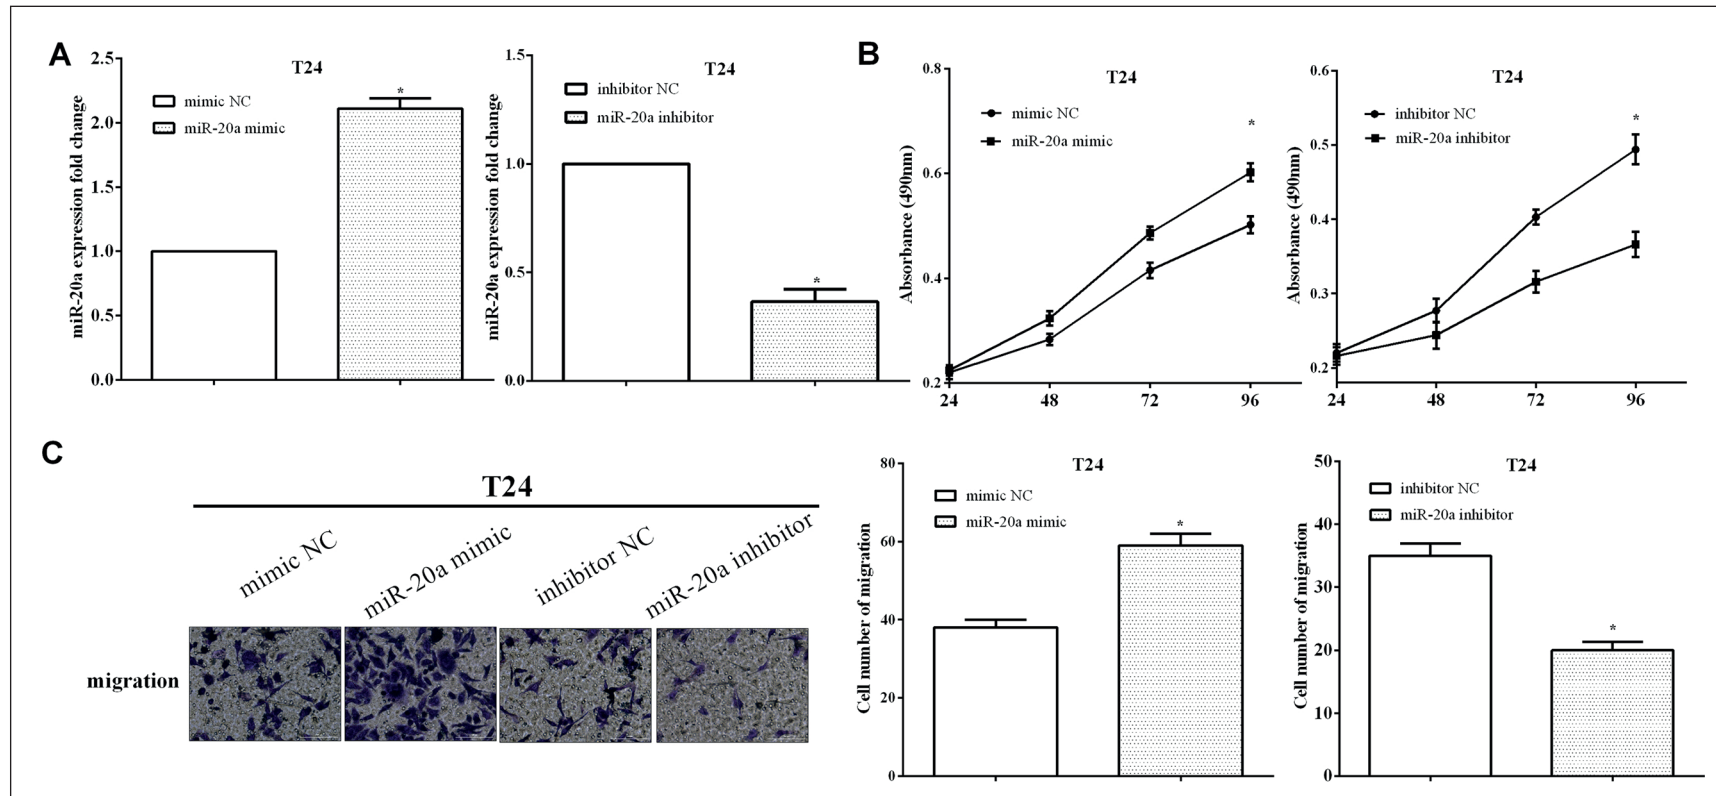 A
T24
mimic NC
miR-20a mimic
*
miR-20a expression fold change
2.5
2.0
1.5
1.0
0.5
0.0
T24
inhibitor NC
miR-20a inhibitor
*
miR-20a expression fold change
1.5
1.0
0.5
0.0
B
T24
mimic NC
miR-20a mimic
*
Absorbance (490nm)
0.8
0.6
0.4
0.2
24 48 72 96
T24
inhibitor NC
miR-20a inhibitor
*
Absorbance (490nm)
0.6
0.5
0.4
0.3
0.2
24 48 72 96
C
T24
mimic NC
miR-20a mimic
inhibitor NC
miR-20a inhibitor
migration
T24
mimic NC
miR-20a mimic
*
Cell number of migration
80
60
40
20
0
T24
inhibitor NC
miR-20a inhibitor
*
Cell number of migration
50
40
30
20
10
0